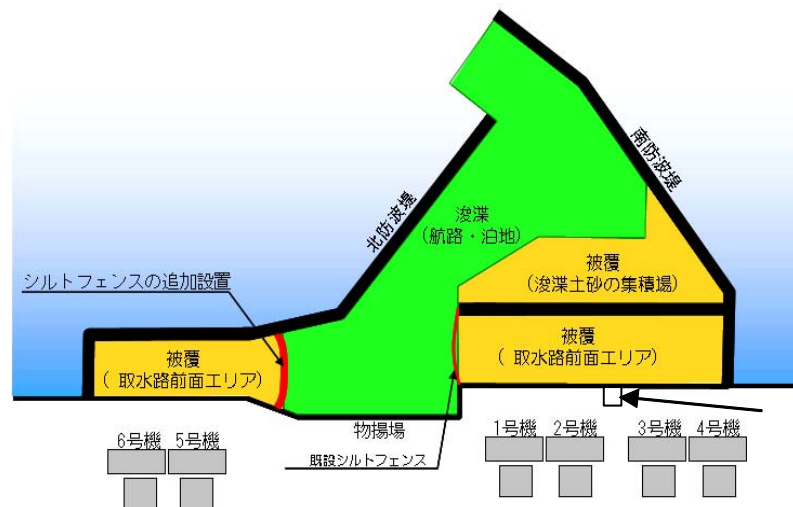 南防波堤
北防波堤
浚渫
(航路・泊地)
被覆
(浚渫土砂の集積場)
シルトフェンスの追加設置
被覆
( 取水路前面エリア)
被覆
( 取水路前面エリア)
物揚場
6号機 5号機
既設シルトフェンス
1号機 2号機 3号機 4号機